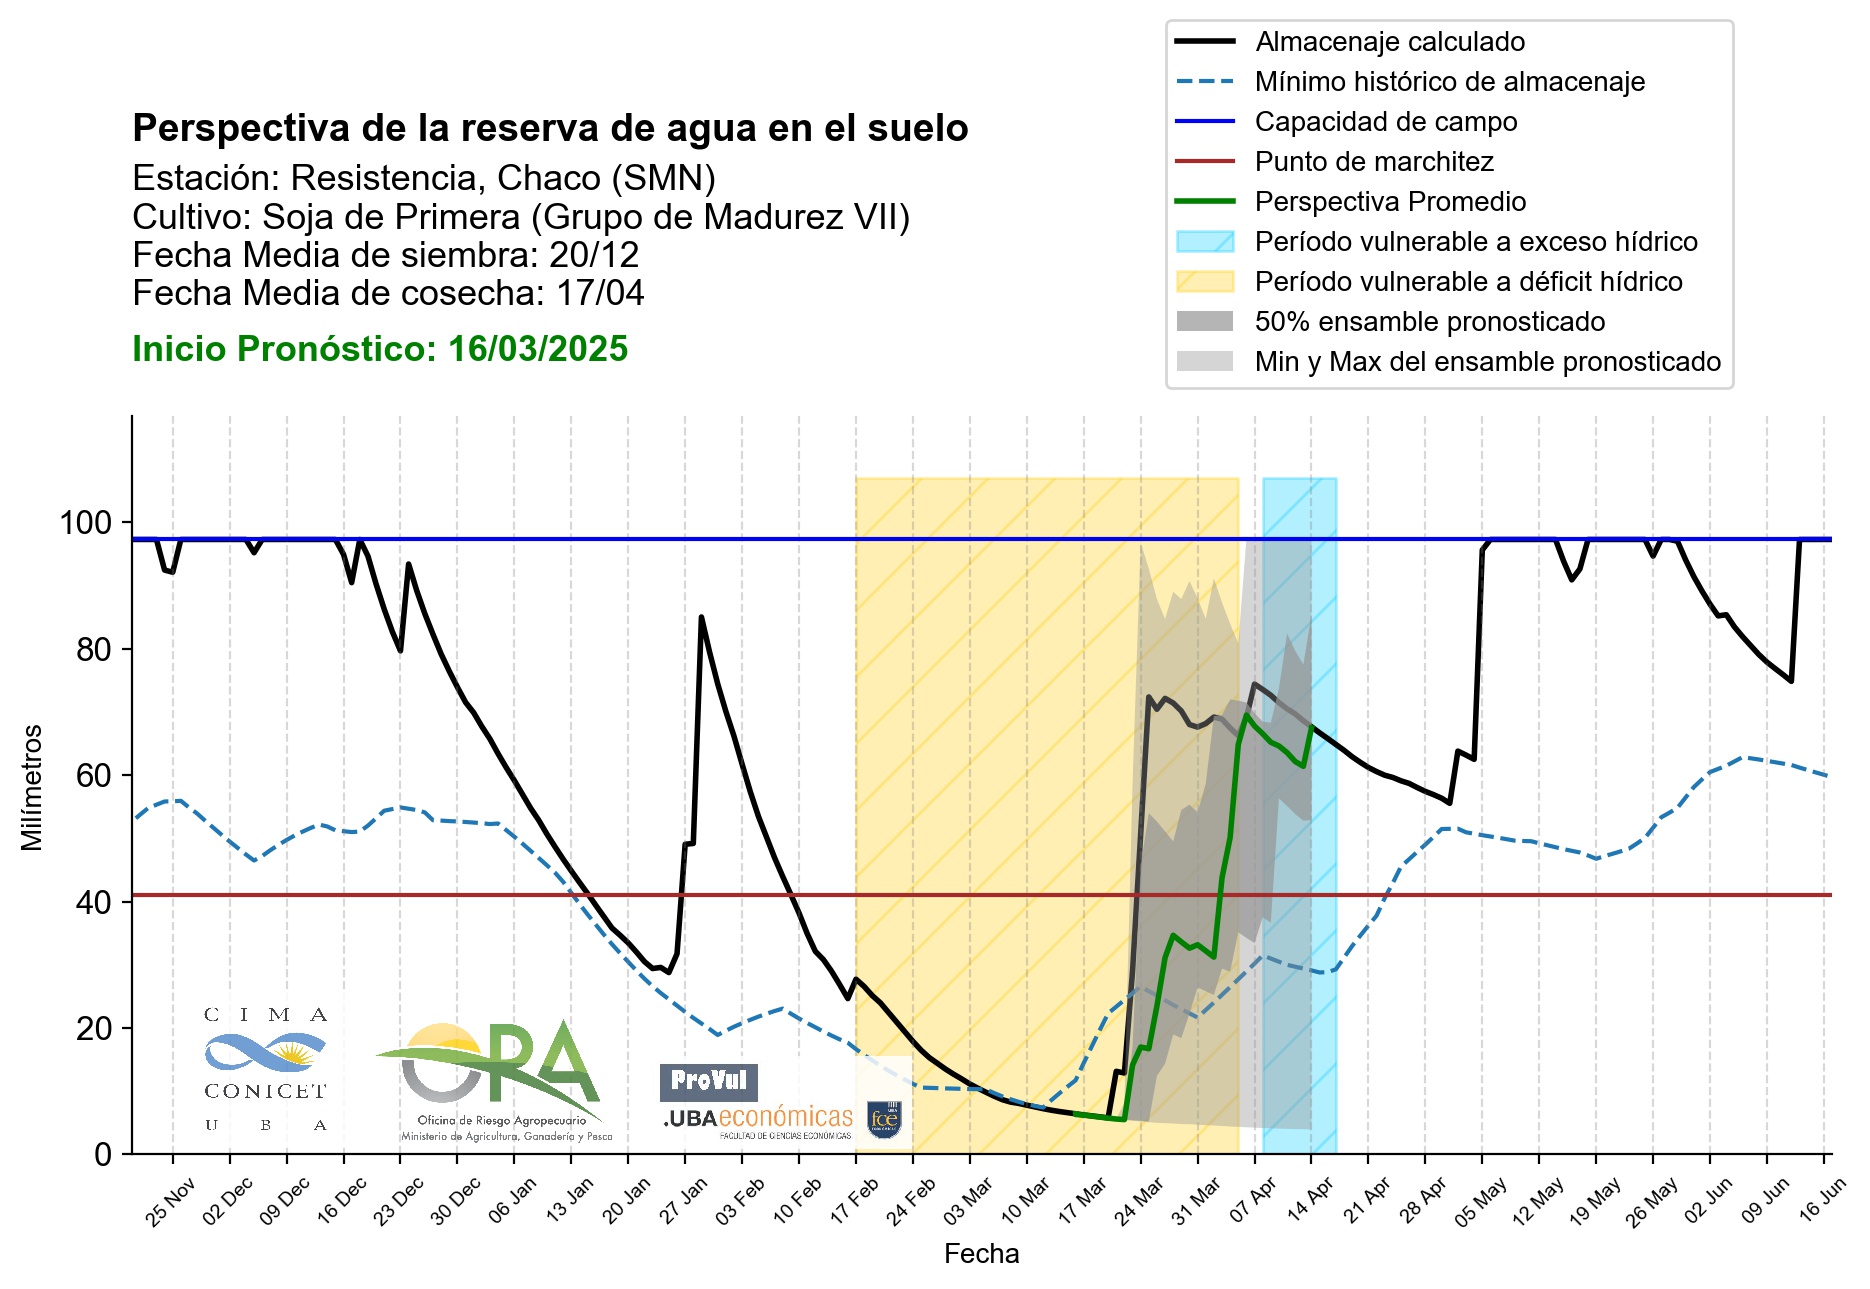 Almacenaje calculado
Mínimo histórico de almacenaje
Capacidad de campo
Punto de marchitez
Perspectiva Promedio
Período vulnerable a exceso hídrico
Período vulnerable a déficit hídrico
50% ensamble pronosticado
Min y Max del ensamble pronosticado
Perspectiva de la reserva de agua en el suelo
Estación: Resistencia, Chaco (SMN)
Cultivo: Soja de Primera (Grupo de Madurez VII)
Fecha Media de siembra: 20/12
Fecha Media de cosecha: 17/04
Inicio Pronóstico: 16/03/2025
Milímetros
100
80
60
40
20
0
CIMA
CONICET
UBA
OPA
Oficina de Riesgo Agropecuario
Ministerio de Agricultura, Ganadería y Pesca
ProVul
.UBAeconómicas
FACULTAD DE CIENCIAS ECONÓMICAS
UBA
fce
ECONÓMICAS
25 Nov
02 Dec
09 Dec
16 Dec
23 Dec
30 Dec
06 Jan
13 Jan
20 Jan
27 Jan
03 Feb
10 Feb
17 Feb
24 Feb
03 Mar
10 Mar
17 Mar
24 Mar
31 Mar
07 Apr
14 Apr
21 Apr
28 Apr
05 May
12 May
19 May
26 May
02 Jun
09 Jun
16 Jun
Fecha